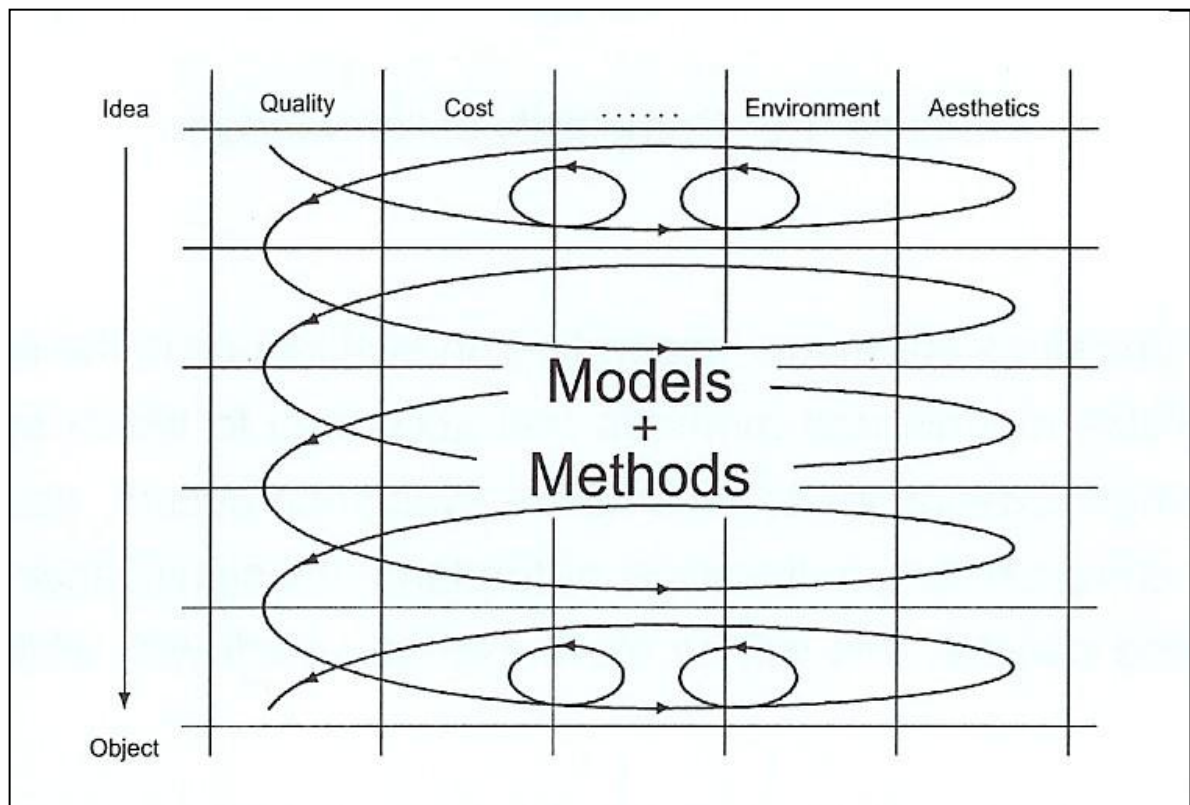 Idea
Quality
Cost
......
Environment
Aesthetics
Models
+
Methods
Object